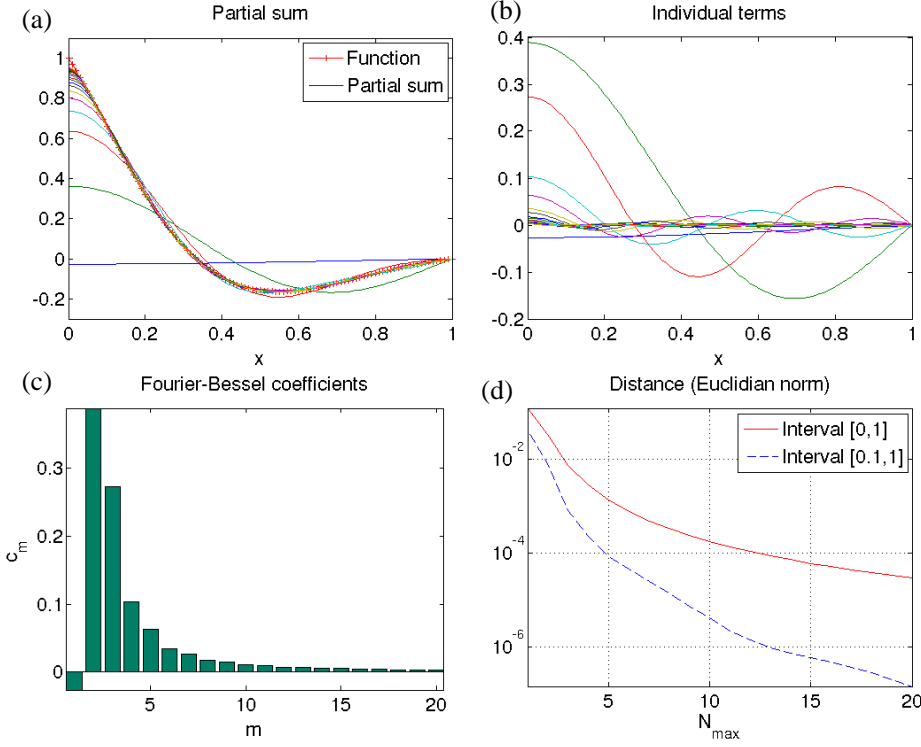 (a)
Partial sum
Function
Partial sum
1
0.8
0.6
0.4
0.2
0
-0.2
0
0.2
0.4
0.6
0.8
1
x
(b)
Individual terms
0.4
0.3
0.2
0.1
0
-0.1
-0.2
0
0.2
0.4
0.6
0.8
1
x
(c)
Fourier-Bessel coefficients
0.3
0.2
0.1
0
c_m
5
10
15
20
m
(d)
Distance (Euclidian norm)
Interval [0,1]
Interval [0.1,1]
10^-2
10^-4
10^-6
5
10
15
20
N_max